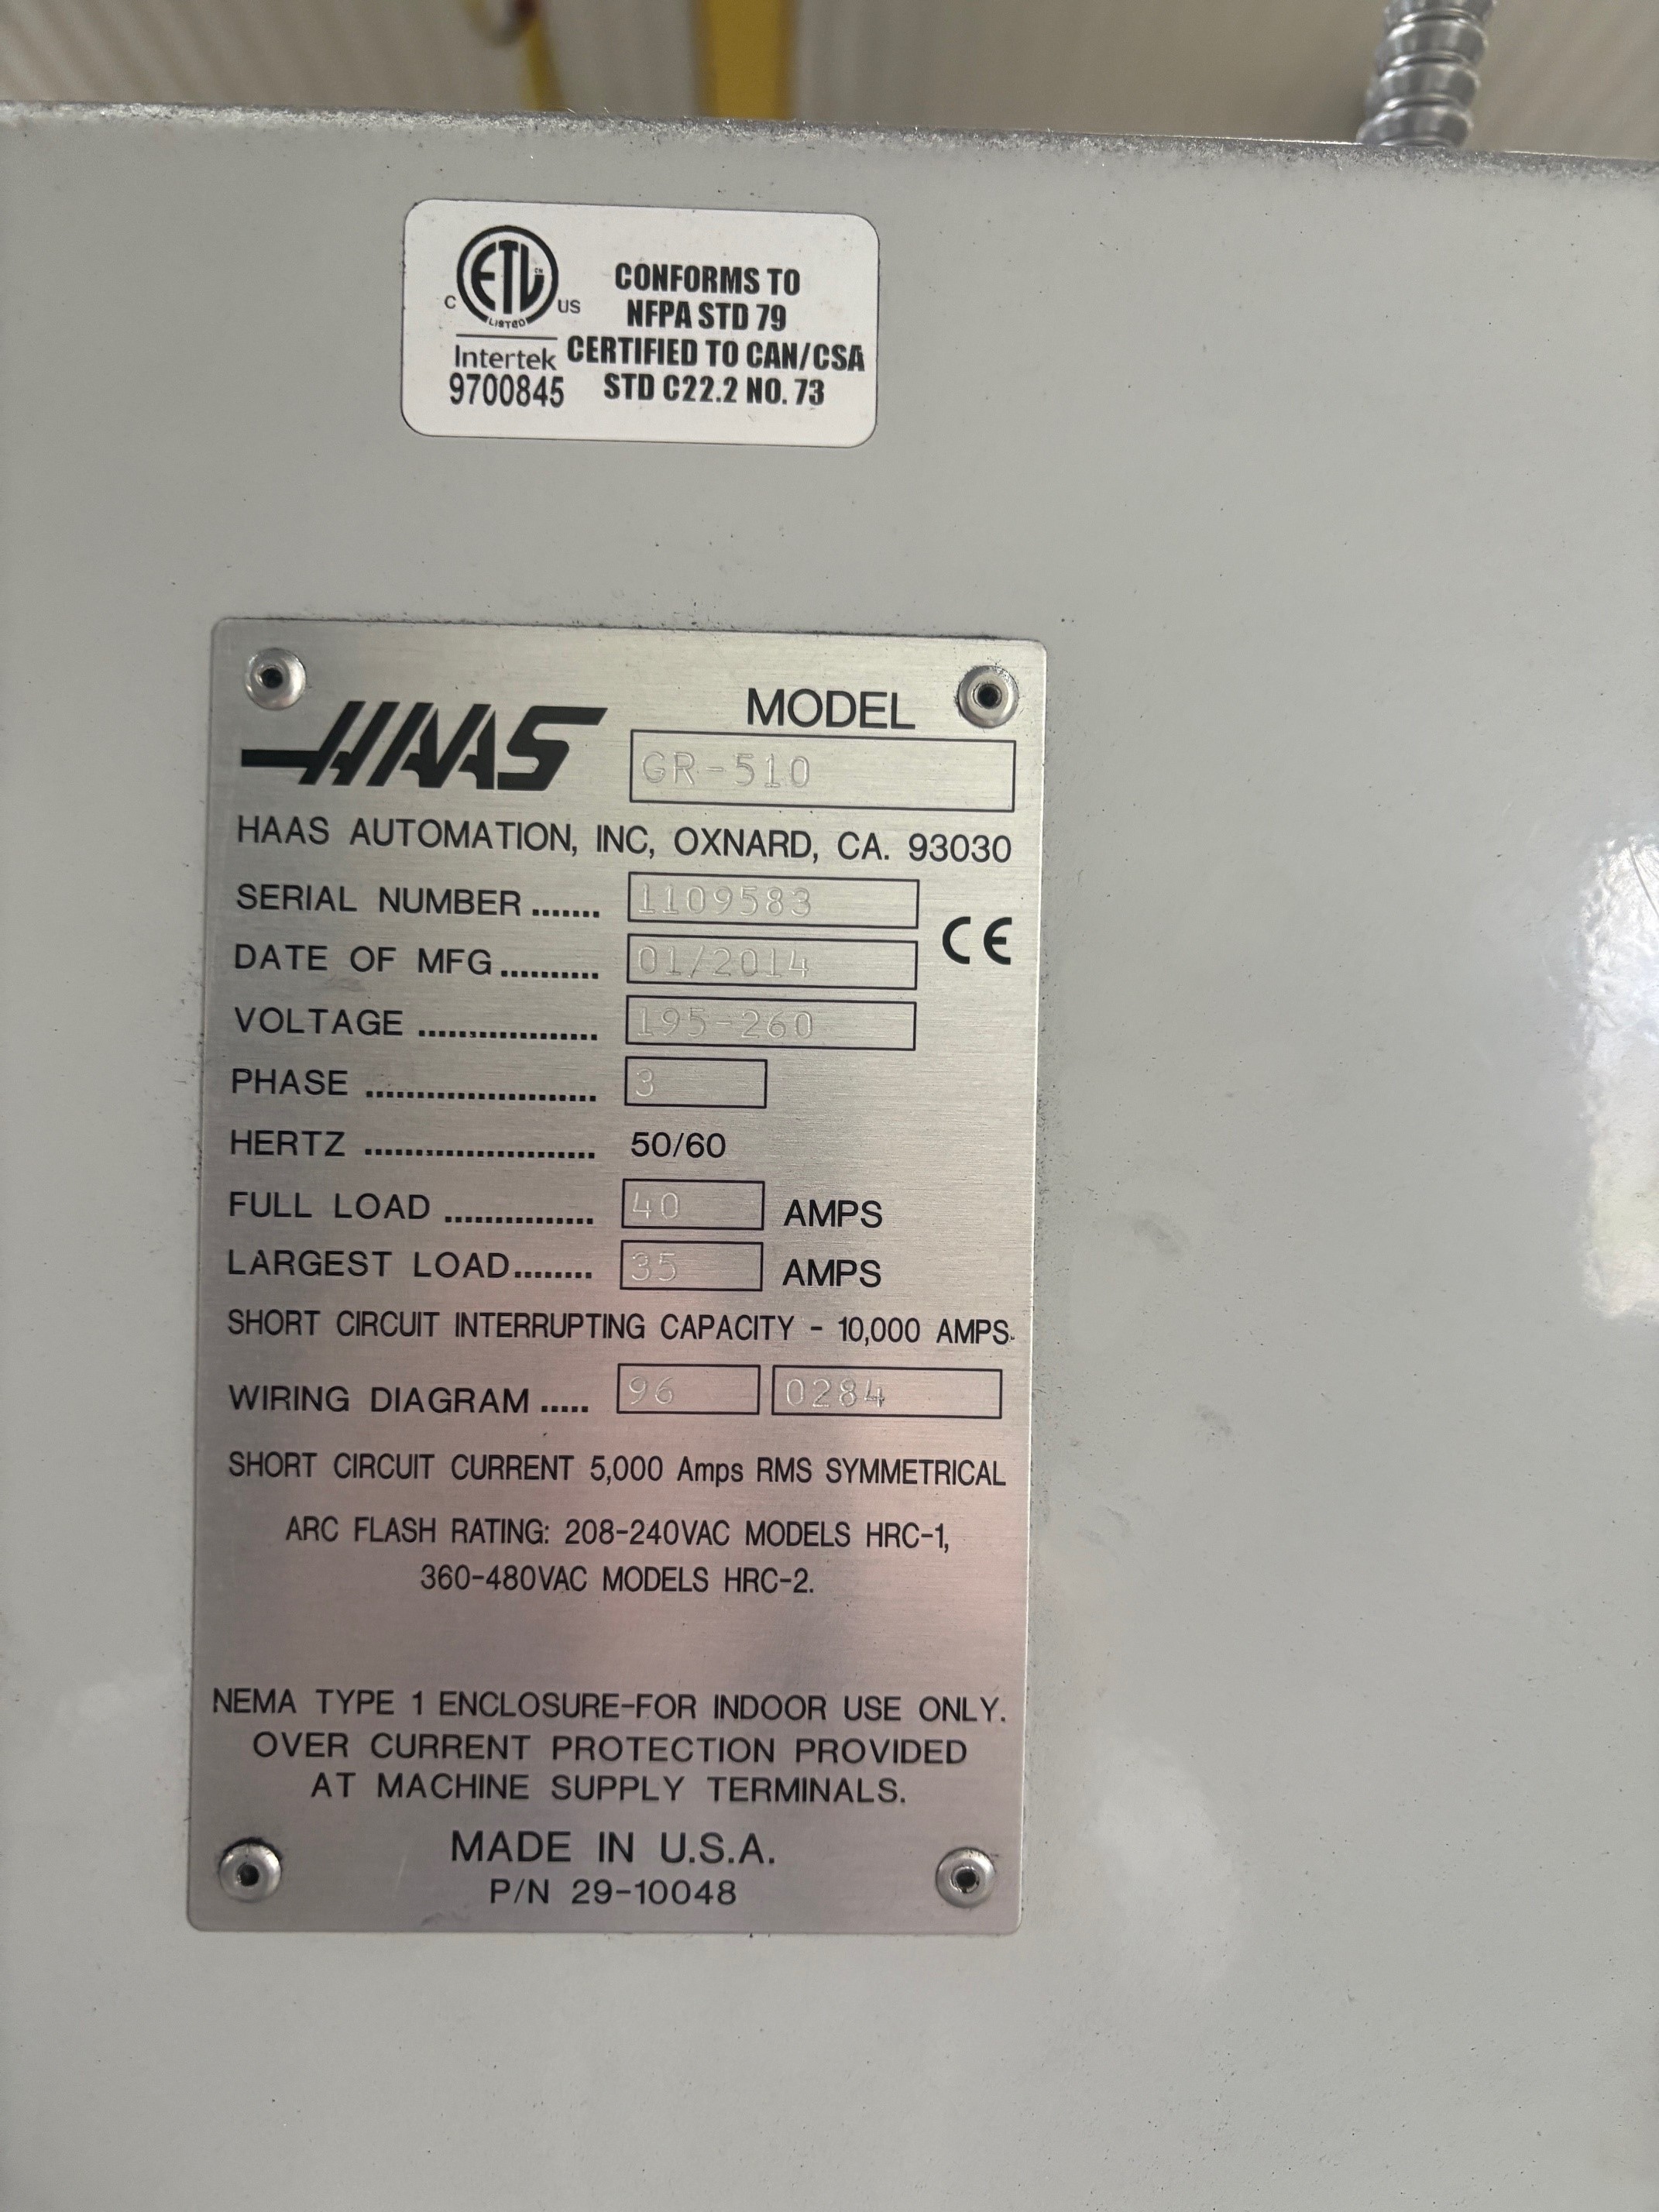 ETL CM
C US
LISTED
Intertek
9700845
CONFORMS TO
NFPA STD 79
CERTIFIED TO CAN/CSA
STD C22.2 NO. 73
HAAS
MODEL
GR-510
HAAS AUTOMATION, INC, OXNARD, CA. 93030
SERIAL NUMBER ....... 1109583
CE
DATE OF MFG .......... 01/2014
VOLTAGE .................. 195-260
PHASE ....................... 3
HERTZ ....................... 50/60
FULL LOAD ............... 40 AMPS
LARGEST LOAD ........ 35 AMPS
SHORT CIRCUIT INTERRUPTING CAPACITY - 10,000 AMPS.
WIRING DIAGRAM ..... 96 0284
SHORT CIRCUIT CURRENT 5,000 Amps RMS SYMMETRICAL
ARC FLASH RATING: 208-240VAC MODELS HRC-1,
360-480VAC MODELS HRC-2.
NEMA TYPE 1 ENCLOSURE-FOR INDOOR USE ONLY.
OVER CURRENT PROTECTION PROVIDED
AT MACHINE SUPPLY TERMINALS.
MADE IN U.S.A.
P/N 29-10048